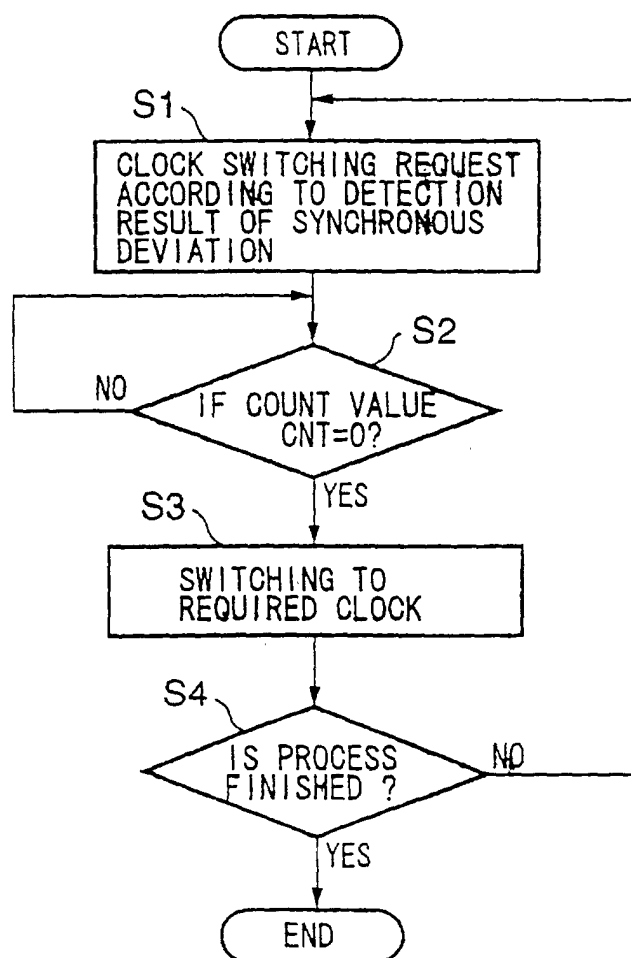 START
S1
CLOCK SWITCHING REQUEST
ACCORDING TO DETECTION
RESULT OF SYNCHRONOUS
DEVIATION
S2
NO
IF COUNT VALUE
CNT=0?
YES
S3
SWITCHING TO
REQUIRED CLOCK
S4
IS PROCESS
FINISHED ?
NO
YES
END